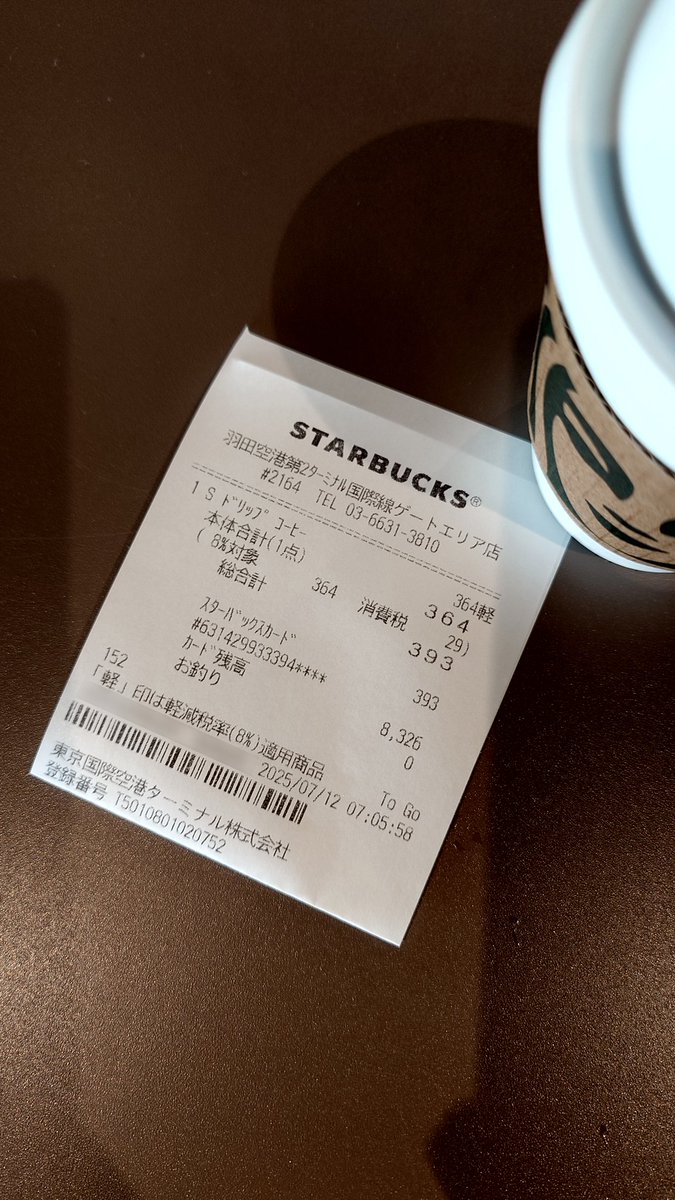 STARBUCKS®
羽田空港第2ターミナル国際線ゲートエリア店
#2164 TEL 03-6631-3810
1 S ドリップ コーヒー 364軽
本体合計(1点) 364
( 8%対象 364 消費税 29)
総合計 393
スターバックスカード 393
#631429933394****
カード残高 8,326
お釣り 0
152 To Go
「軽」印は軽減税率(8%)適用商品
2025/07/12 07:05:58
東京国際空港ターミナル株式会社
登録番号 T5010801020752